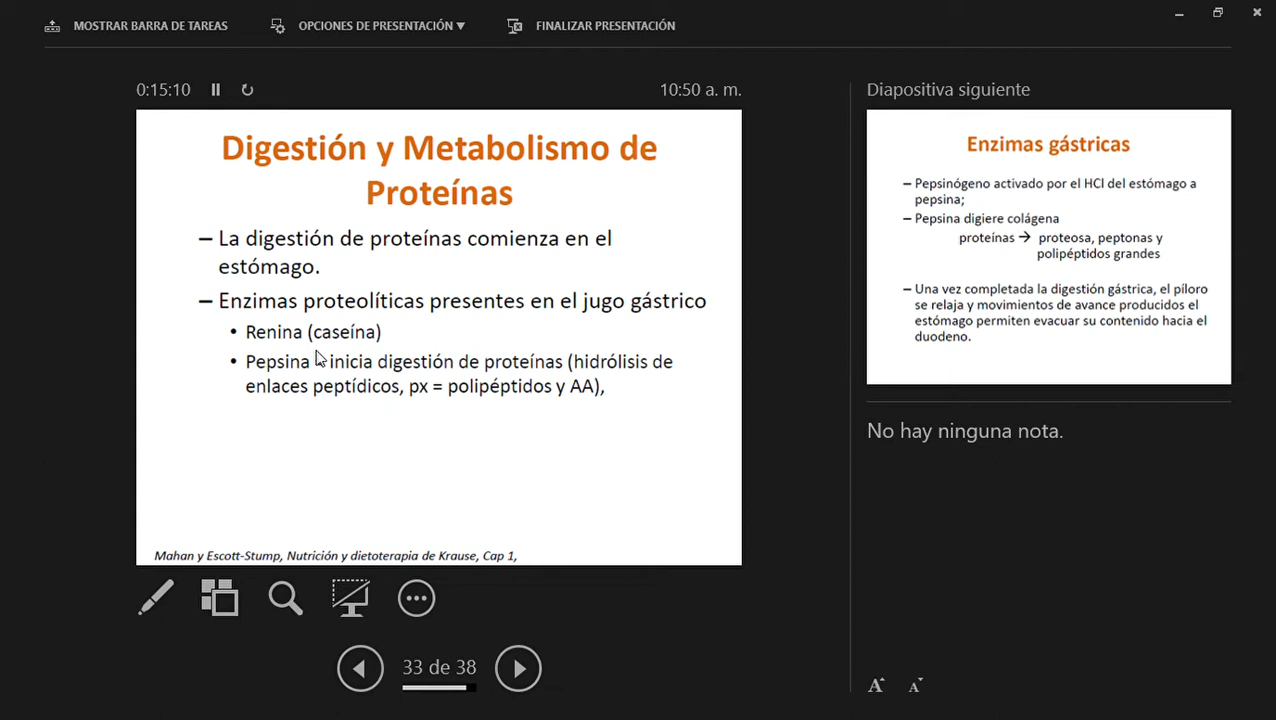 MOSTRAR BARRA DE TAREAS
OPCIONES DE PRESENTACIÓN ▼
FINALIZAR PRESENTACIÓN
0:15:10
10:50 a. m.
Digestión y Metabolismo de
Proteínas
– La digestión de proteínas comienza en el
estómago.
– Enzimas proteolíticas presentes en el jugo gástrico
• Renina (caseína)
• Pepsina inicia digestión de proteínas (hidrólisis de
enlaces peptídicos, px = polipéptidos y AA),
Mahan y Escott-Stump, Nutrición y dietoterapia de Krause, Cap 1,
33 de 38
Diapositiva siguiente
Enzimas gástricas
– Pepsinógeno activado por el HCl del estómago a
pepsina;
– Pepsina digiere colágena
proteínas → proteosa, peptonas y
polipéptidos grandes
– Una vez completada la digestión gástrica, el píloro
se relaja y movimientos de avance producidos el
estómago permiten evacuar su contenido hacia el
duodeno.
No hay ninguna nota.
A A